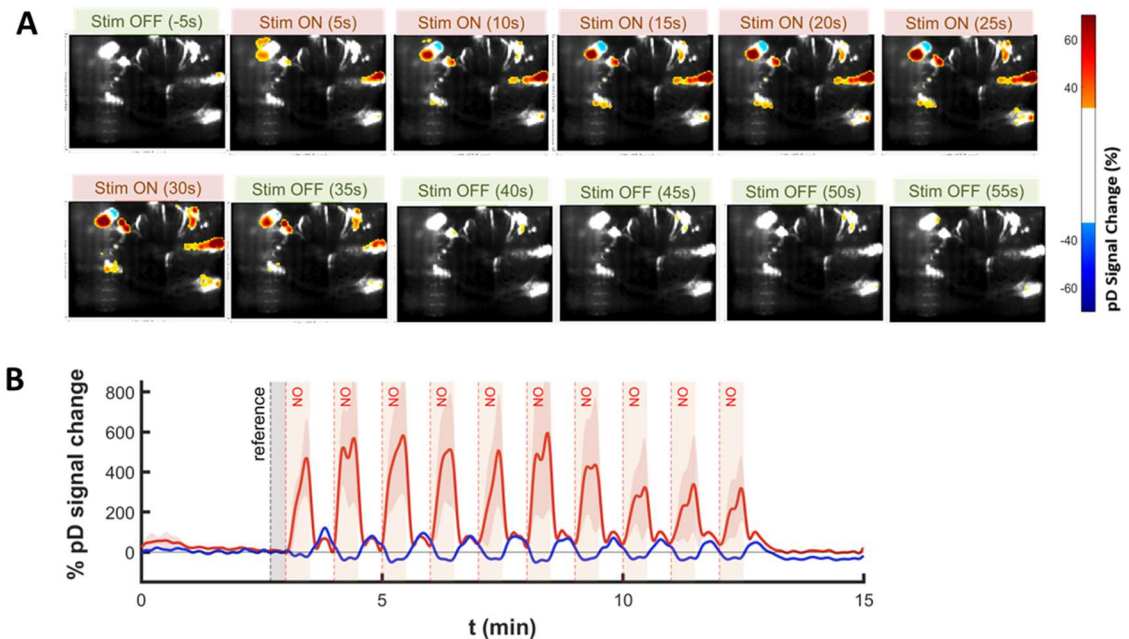 A
Stim OFF (-5s)
Stim ON (5s)
Stim ON (10s)
Stim ON (15s)
Stim ON (20s)
Stim ON (25s)
60
40
-40
-60
pD Signal Change (%)
Stim ON (30s)
Stim OFF (35s)
Stim OFF (40s)
Stim OFF (45s)
Stim OFF (50s)
Stim OFF (55s)
B
% pD signal change
800
600
400
200
0
reference
ON
ON
ON
ON
ON
ON
ON
ON
ON
ON
0
5
10
15
t (min)